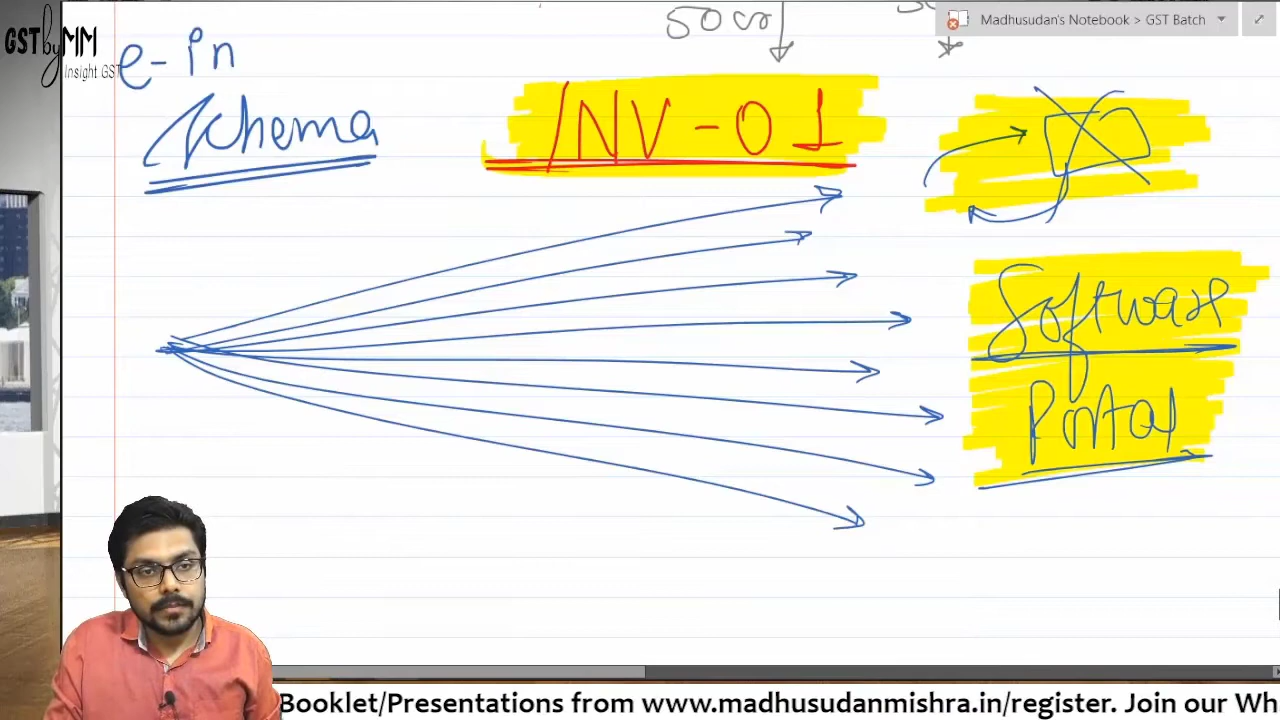 50 cr
Madhusudan's Notebook > GST Batch
GST by MM
Insight GST
e-in
Schema
INV-01
Software
Portal
Booklet/Presentations from www.madhusudanmishra.in/register. Join our Wh